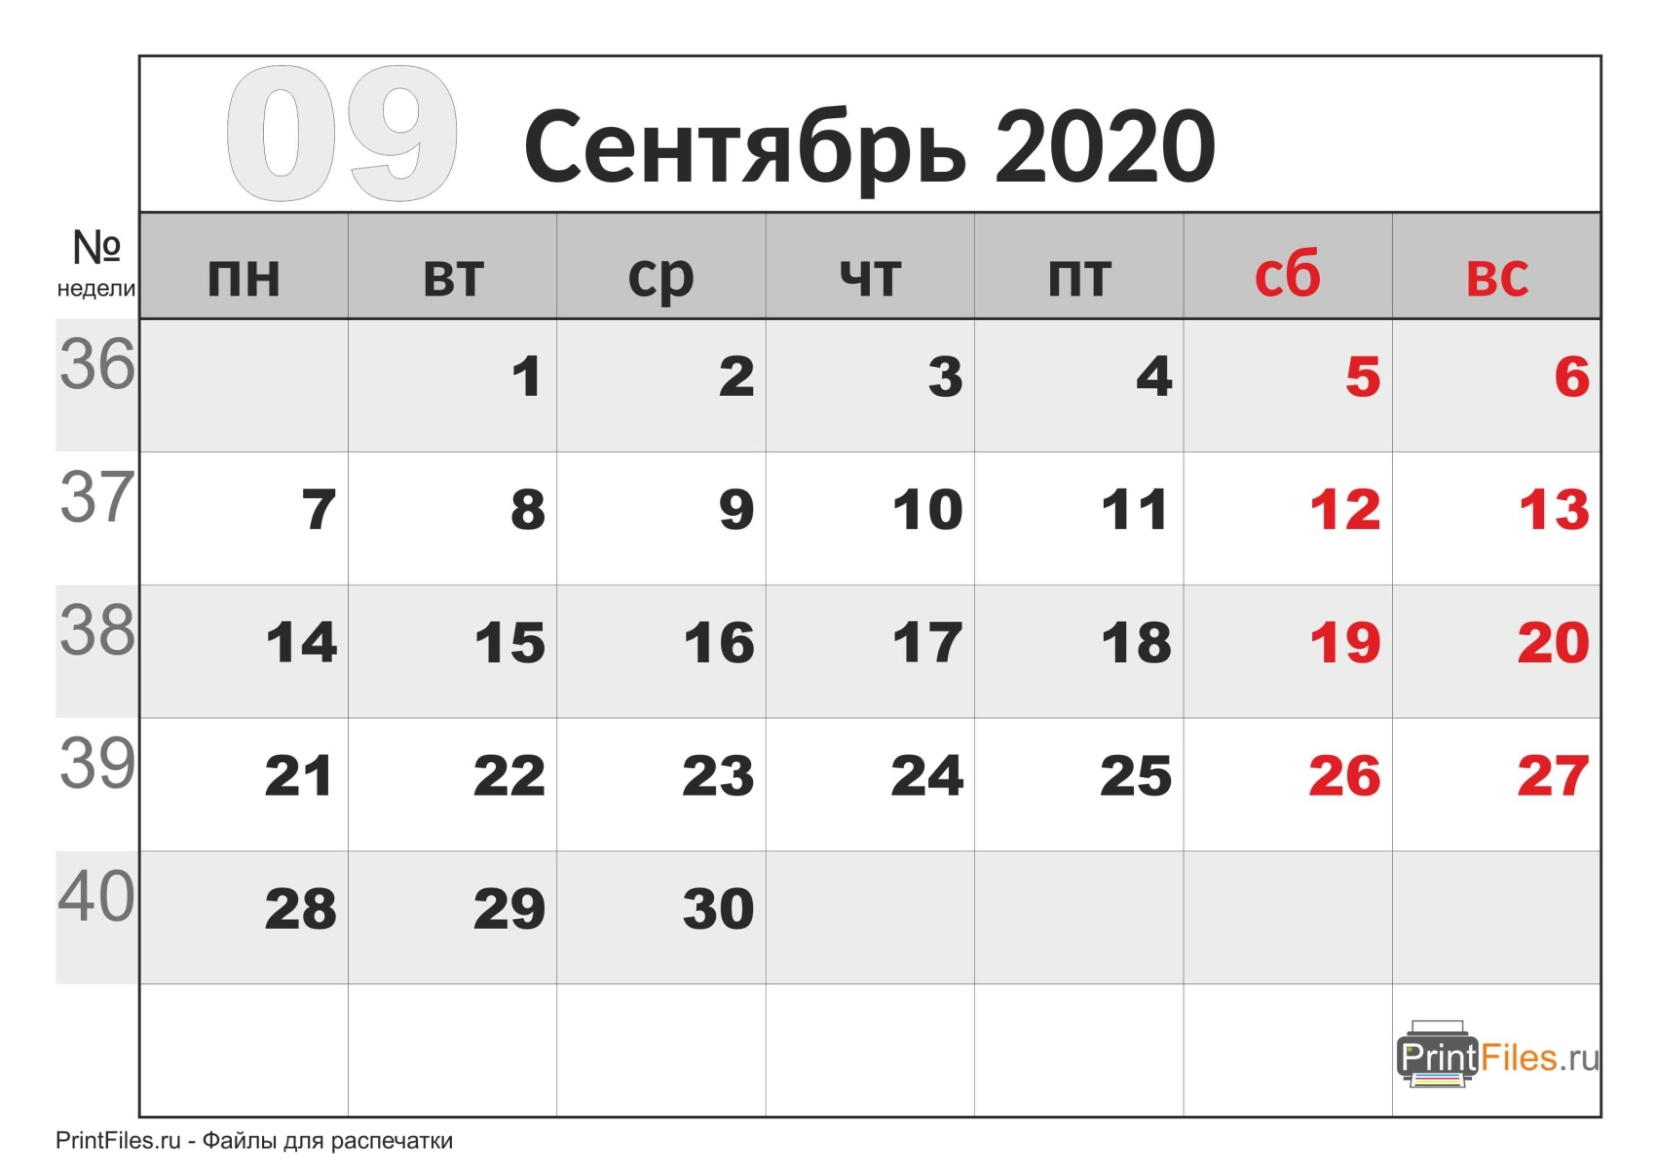 09 Сентябрь 2020
№
недели
пн вт ср чт пт сб вс
36 1 2 3 4 5 6
37 7 8 9 10 11 12 13
38 14 15 16 17 18 19 20
39 21 22 23 24 25 26 27
40 28 29 30
PrintFiles.ru
PrintFiles.ru - Файлы для распечатки